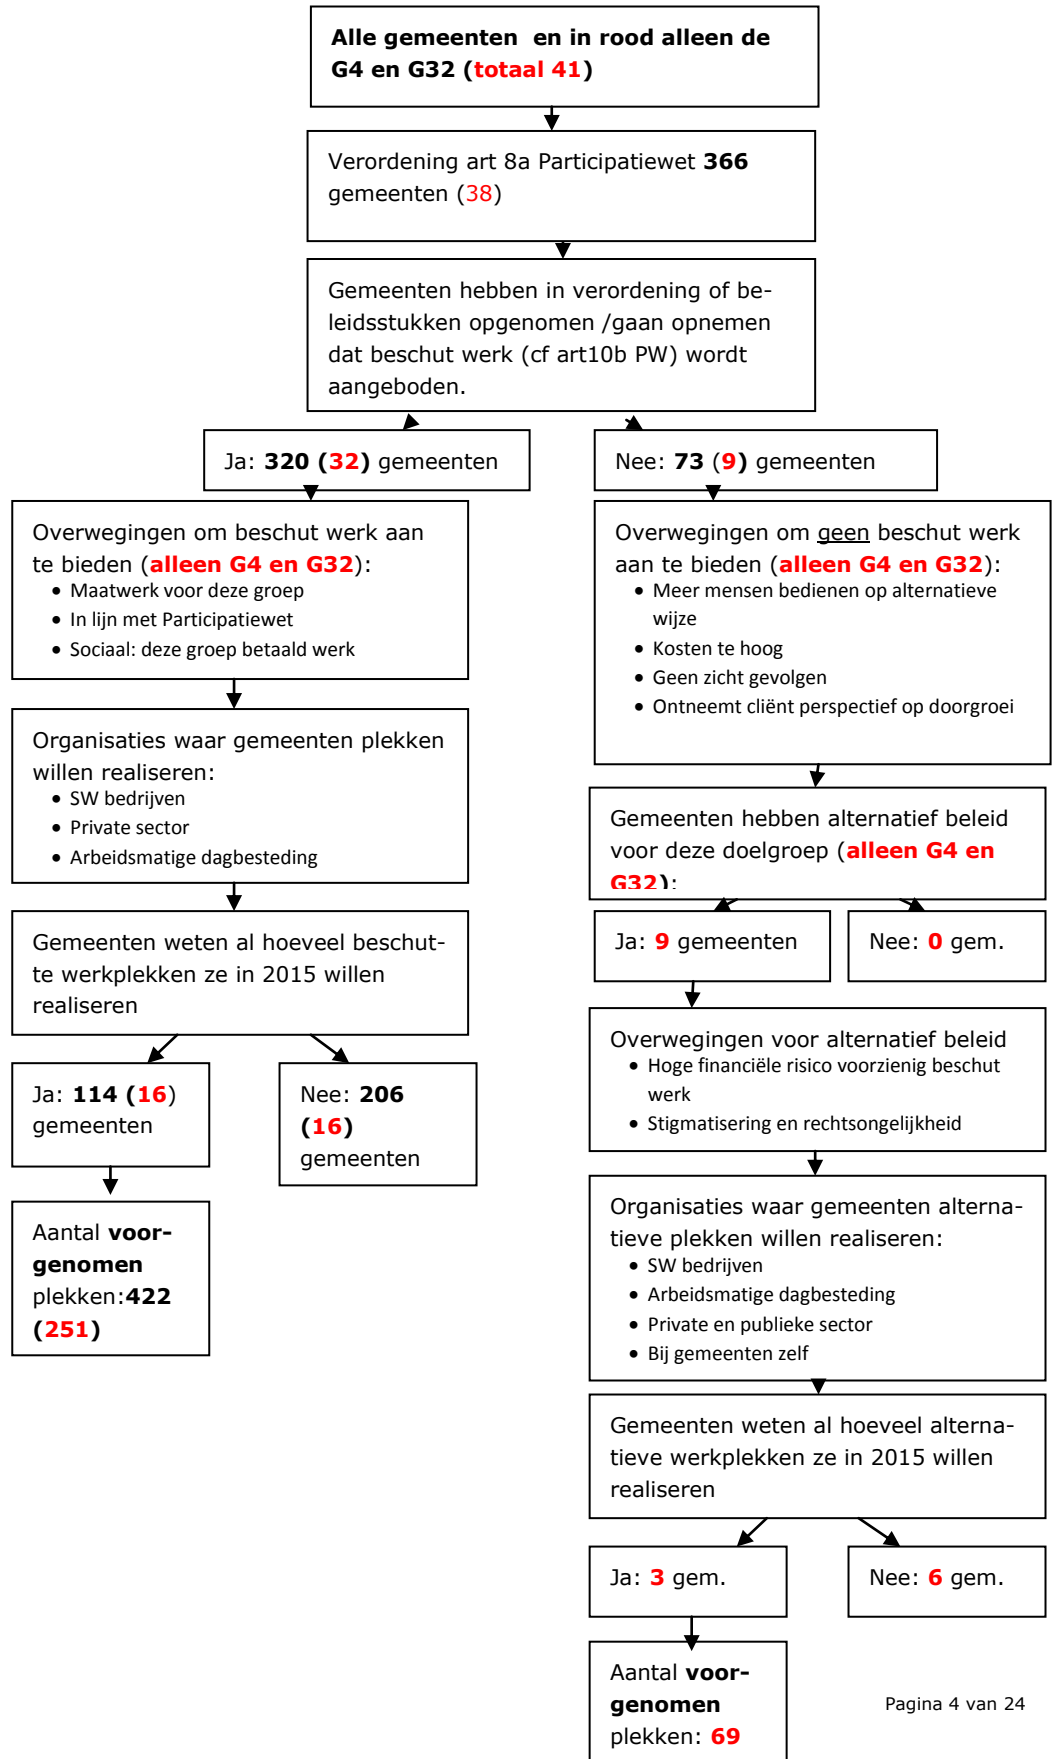 Alle gemeenten en in rood alleen de
G4 en G32 (totaal 41)
Verordening art 8a Participatiewet 366
gemeenten (38)
Gemeenten hebben in verordening of be-
leidsstukken opgenomen /gaan opnemen
dat beschut werk (cf art10b PW) wordt
aangeboden.
Ja: 320 (32) gemeenten
Overwegingen om beschut werk aan
te bieden (alleen G4 en G32):
• Maatwerk voor deze groep
• In lijn met Participatiewet
• Sociaal: deze groep betaald werk
Organisaties waar gemeenten plekken
willen realiseren:
• SW bedrijven
• Private sector
• Arbeidsmatige dagbesteding
Gemeenten weten al hoeveel beschut-
te werkplekken ze in 2015 willen
realiseren
Ja: 114 (16)
gemeenten
Nee: 206
(16)
gemeenten
Aantal voor-
genomen
plekken:422
(251)
Nee: 73 (9) gemeenten
Overwegingen om geen beschut werk
aan te bieden (alleen G4 en G32):
• Meer mensen bedienen op alternatieve
wijze
• Kosten te hoog
• Geen zicht gevolgen
• Ontneemt cliënt perspectief op doorgroei
Gemeenten hebben alternatief beleid
voor deze doelgroep (alleen G4 en
G32):
Ja: 9 gemeenten
Nee: 0 gem.
Overwegingen voor alternatief beleid
• Hoge financiële risico voorzienig beschut
werk
• Stigmatisering en rechtsongelijkheid
Organisaties waar gemeenten alterna-
tieve plekken willen realiseren:
• SW bedrijven
• Arbeidsmatige dagbesteding
• Private en publieke sector
• Bij gemeenten zelf
Gemeenten weten al hoeveel alterna-
tieve werkplekken ze in 2015 willen
realiseren
Ja: 3 gem.
Nee: 6 gem.
Aantal voor-
genomen
plekken: 69
Pagina 4 van 24